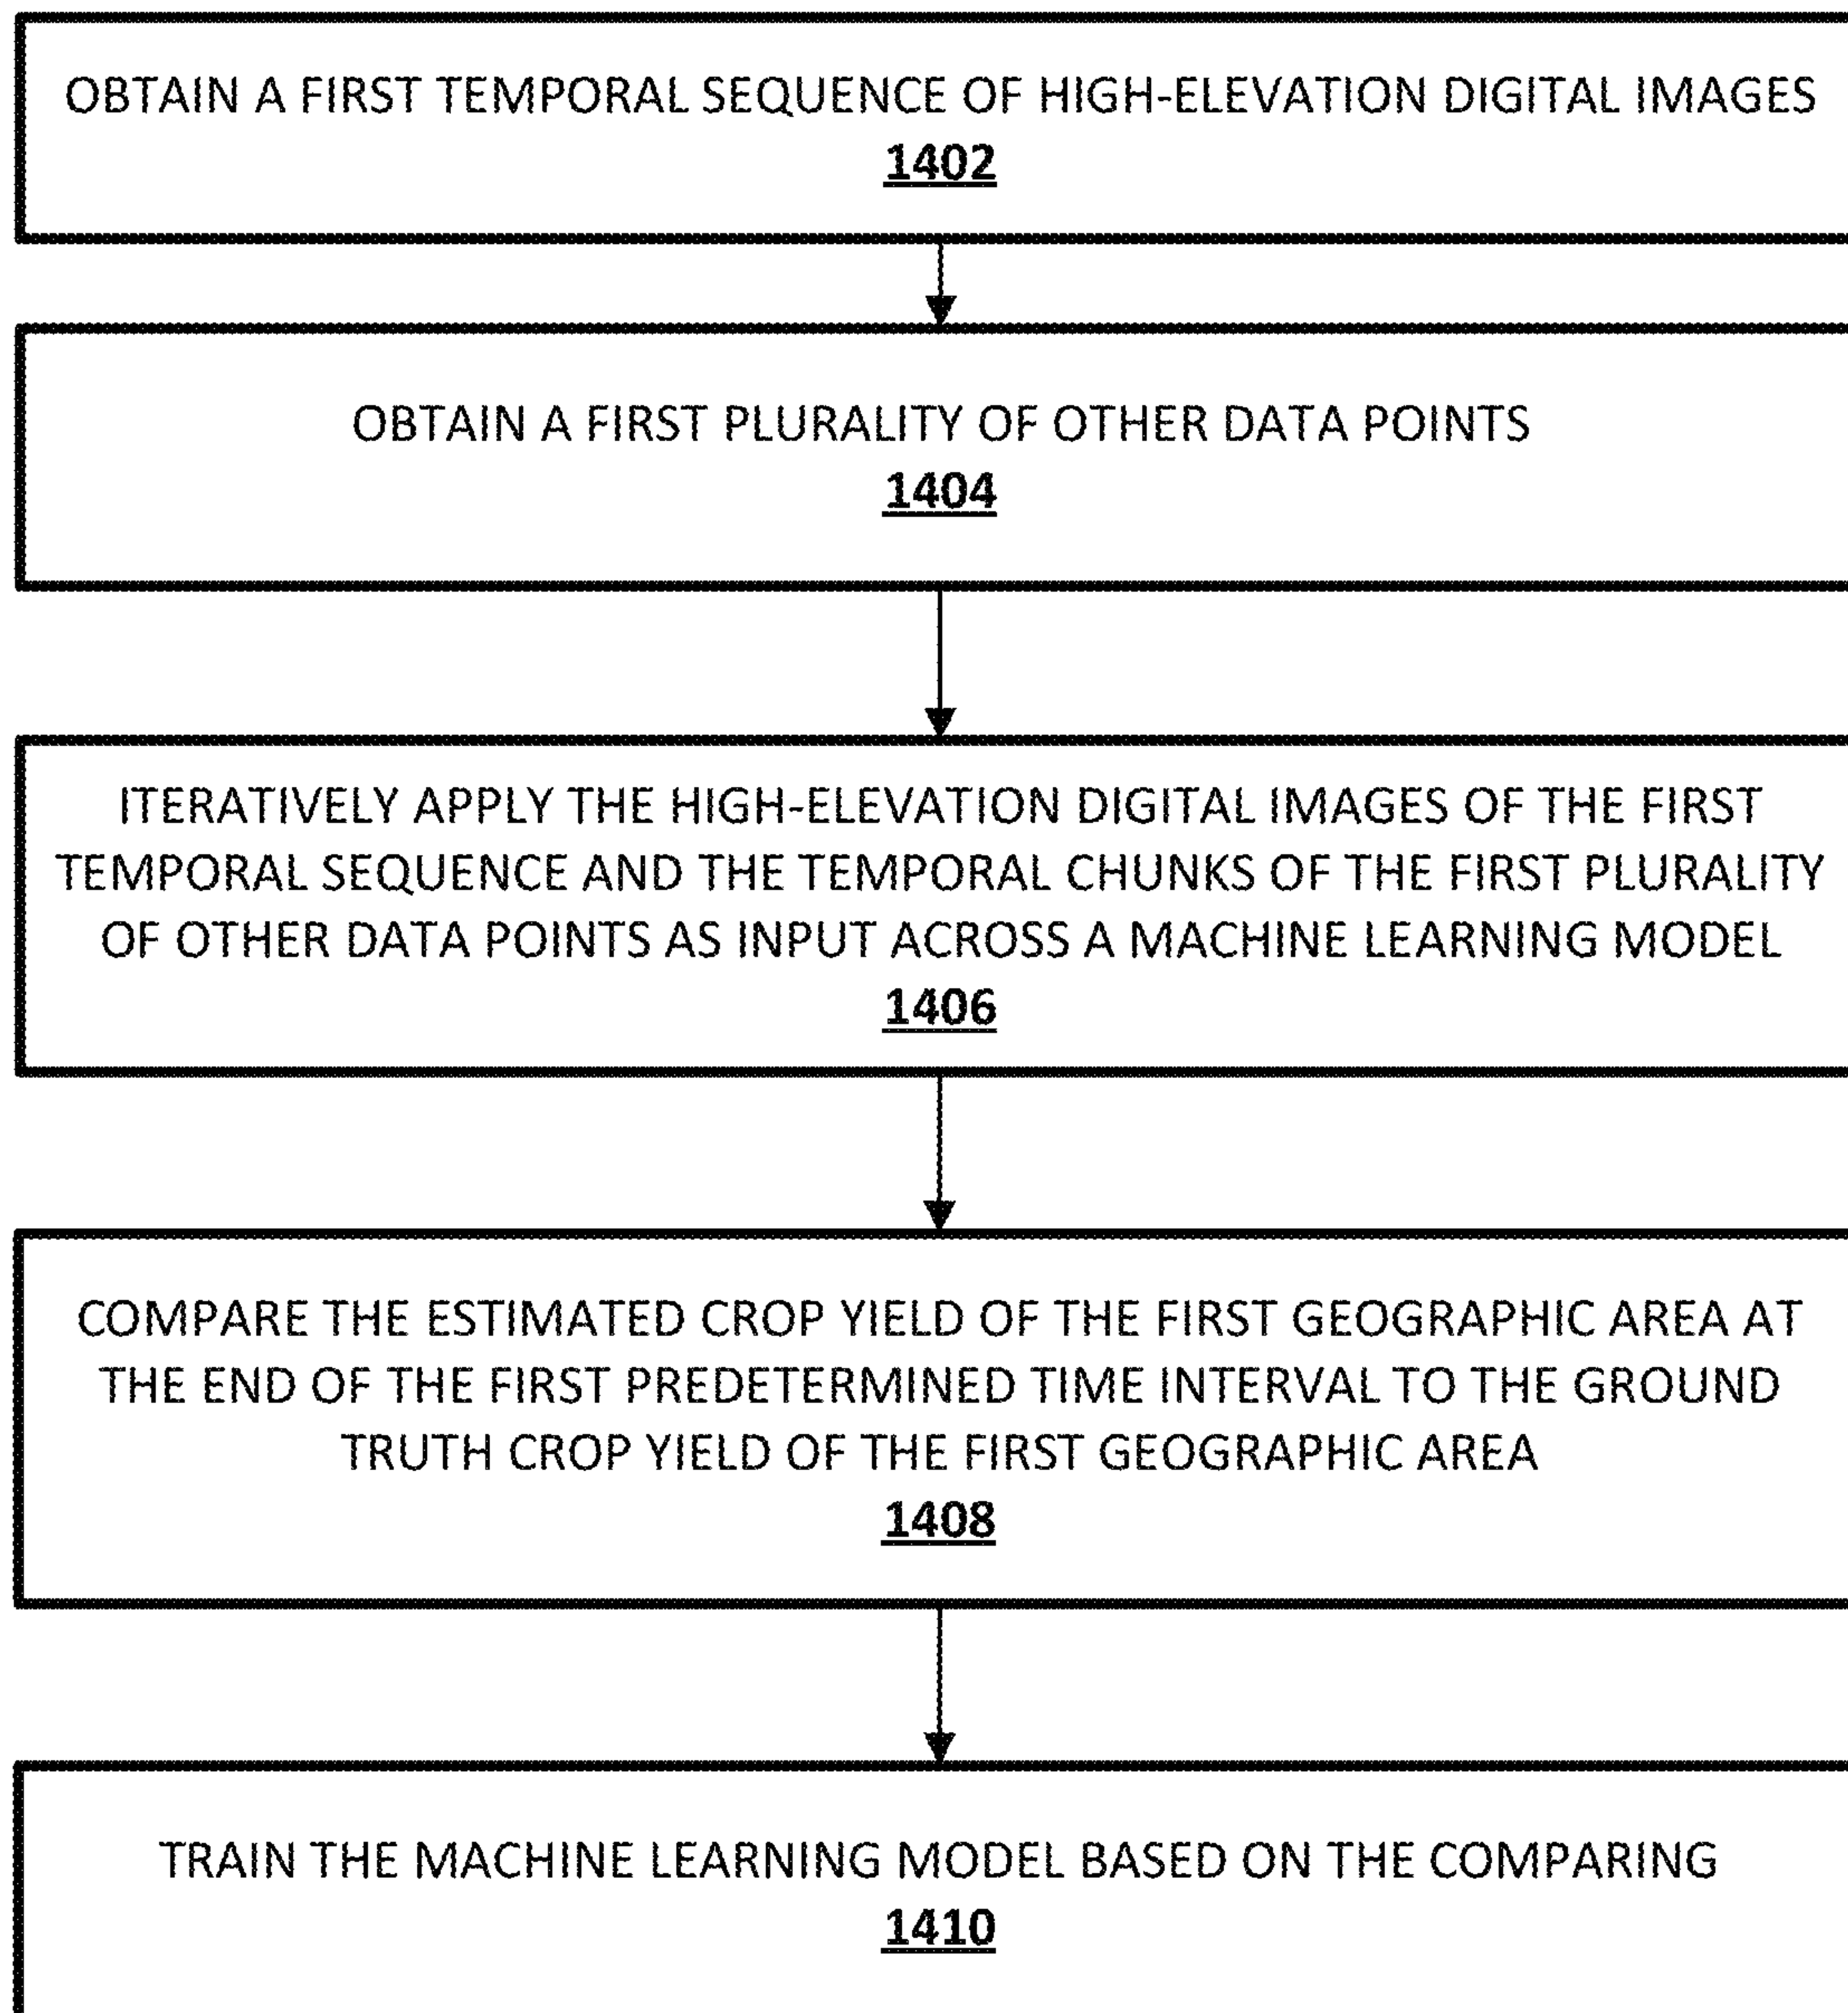 OBTAIN A FIRST TEMPORAL SEQUENCE OF HIGH-ELEVATION DIGITAL IMAGES
1402
OBTAIN A FIRST PLURALITY OF OTHER DATA POINTS
1404
ITERATIVELY APPLY THE HIGH-ELEVATION DIGITAL IMAGES OF THE FIRST
TEMPORAL SEQUENCE AND THE TEMPORAL CHUNKS OF THE FIRST PLURALITY
OF OTHER DATA POINTS AS INPUT ACROSS A MACHINE LEARNING MODEL
1406
COMPARE THE ESTIMATED CROP YIELD OF THE FIRST GEOGRAPHIC AREA AT
THE END OF THE FIRST PREDETERMINED TIME INTERVAL TO THE GROUND
TRUTH CROP YIELD OF THE FIRST GEOGRAPHIC AREA
1408
TRAIN THE MACHINE LEARNING MODEL BASED ON THE COMPARING
1410